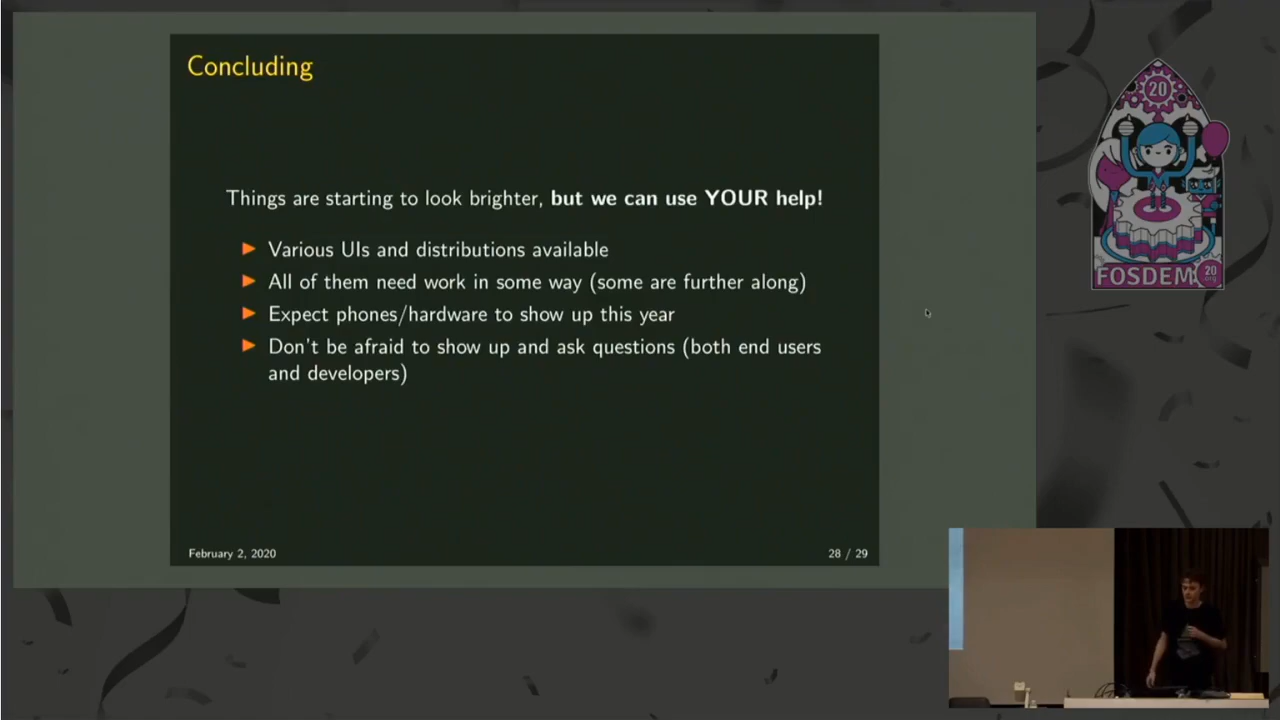 Concluding
Things are starting to look brighter, but we can use YOUR help!
Various UIs and distributions available
All of them need work in some way (some are further along)
Expect phones/hardware to show up this year
Don't be afraid to show up and ask questions (both end users
and developers)
February 2, 2020
28 / 29
20
FOSDEM
20
.org